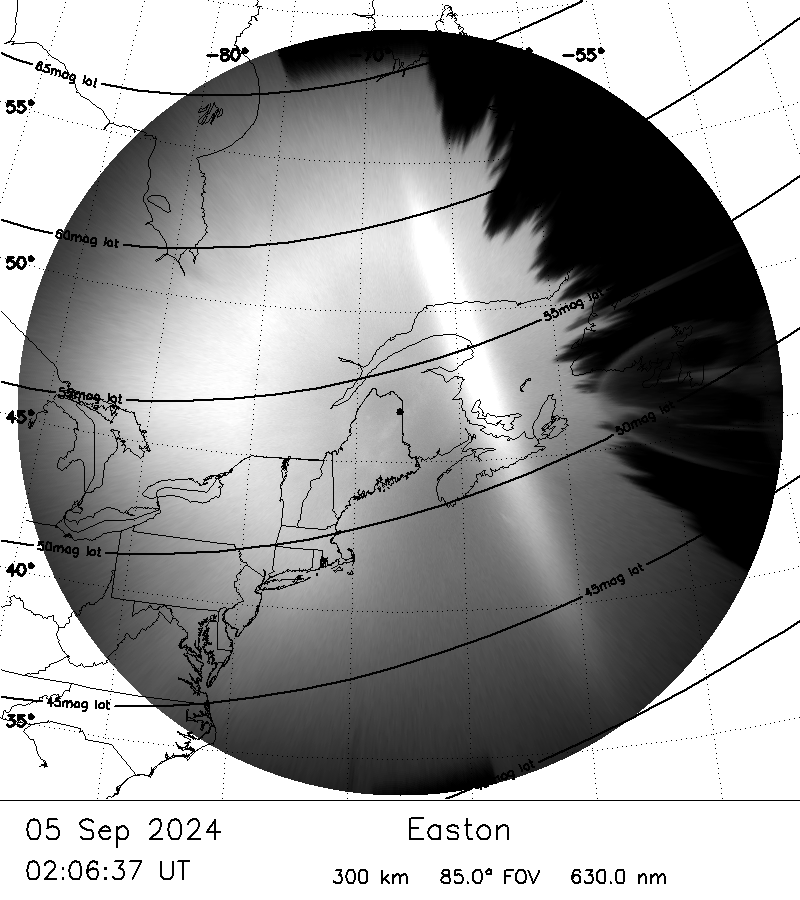 -80° -70° -55°
65mag lat
55°
60mag lat
50°
55mag lat
55mag lat
45°
50mag lat
50mag lat
40°
45mag lat
45mag lat
35°
mag lat
05 Sep 2024 Easton
02:06:37 UT 300 km 85.0° FOV 630.0 nm